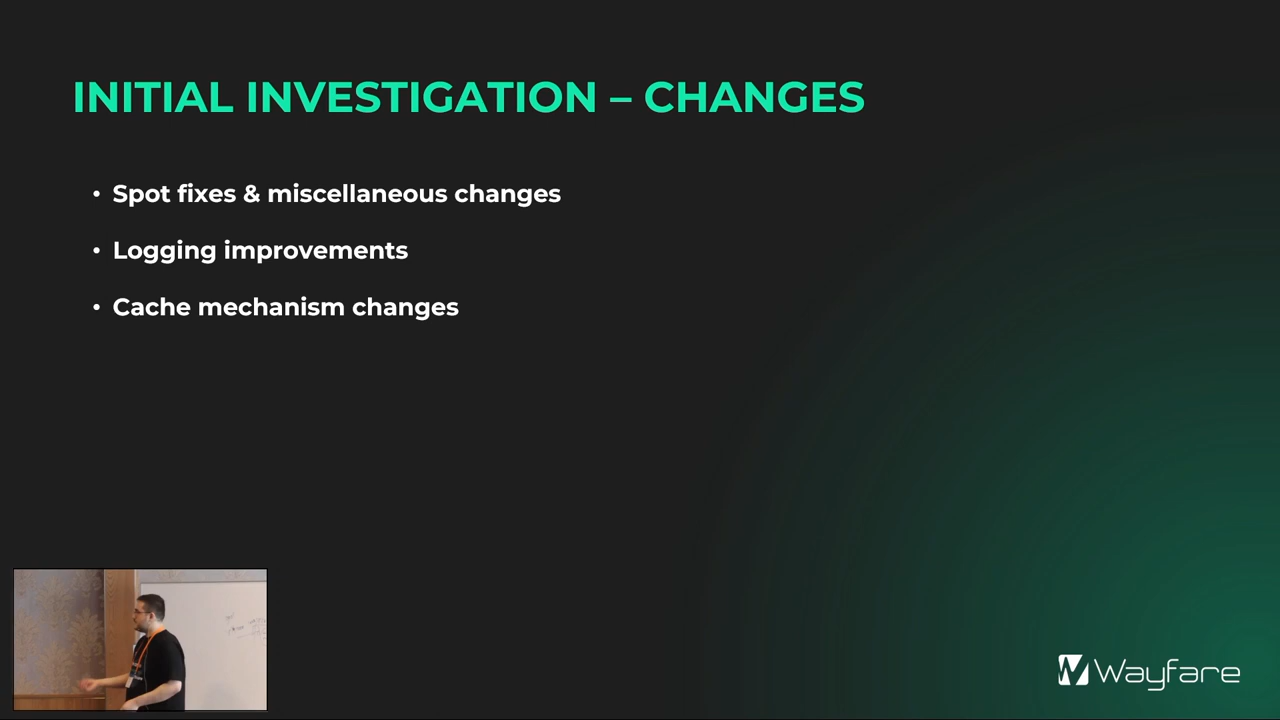 INITIAL INVESTIGATION – CHANGES
• Spot fixes & miscellaneous changes
• Logging improvements
• Cache mechanism changes
Wayfare